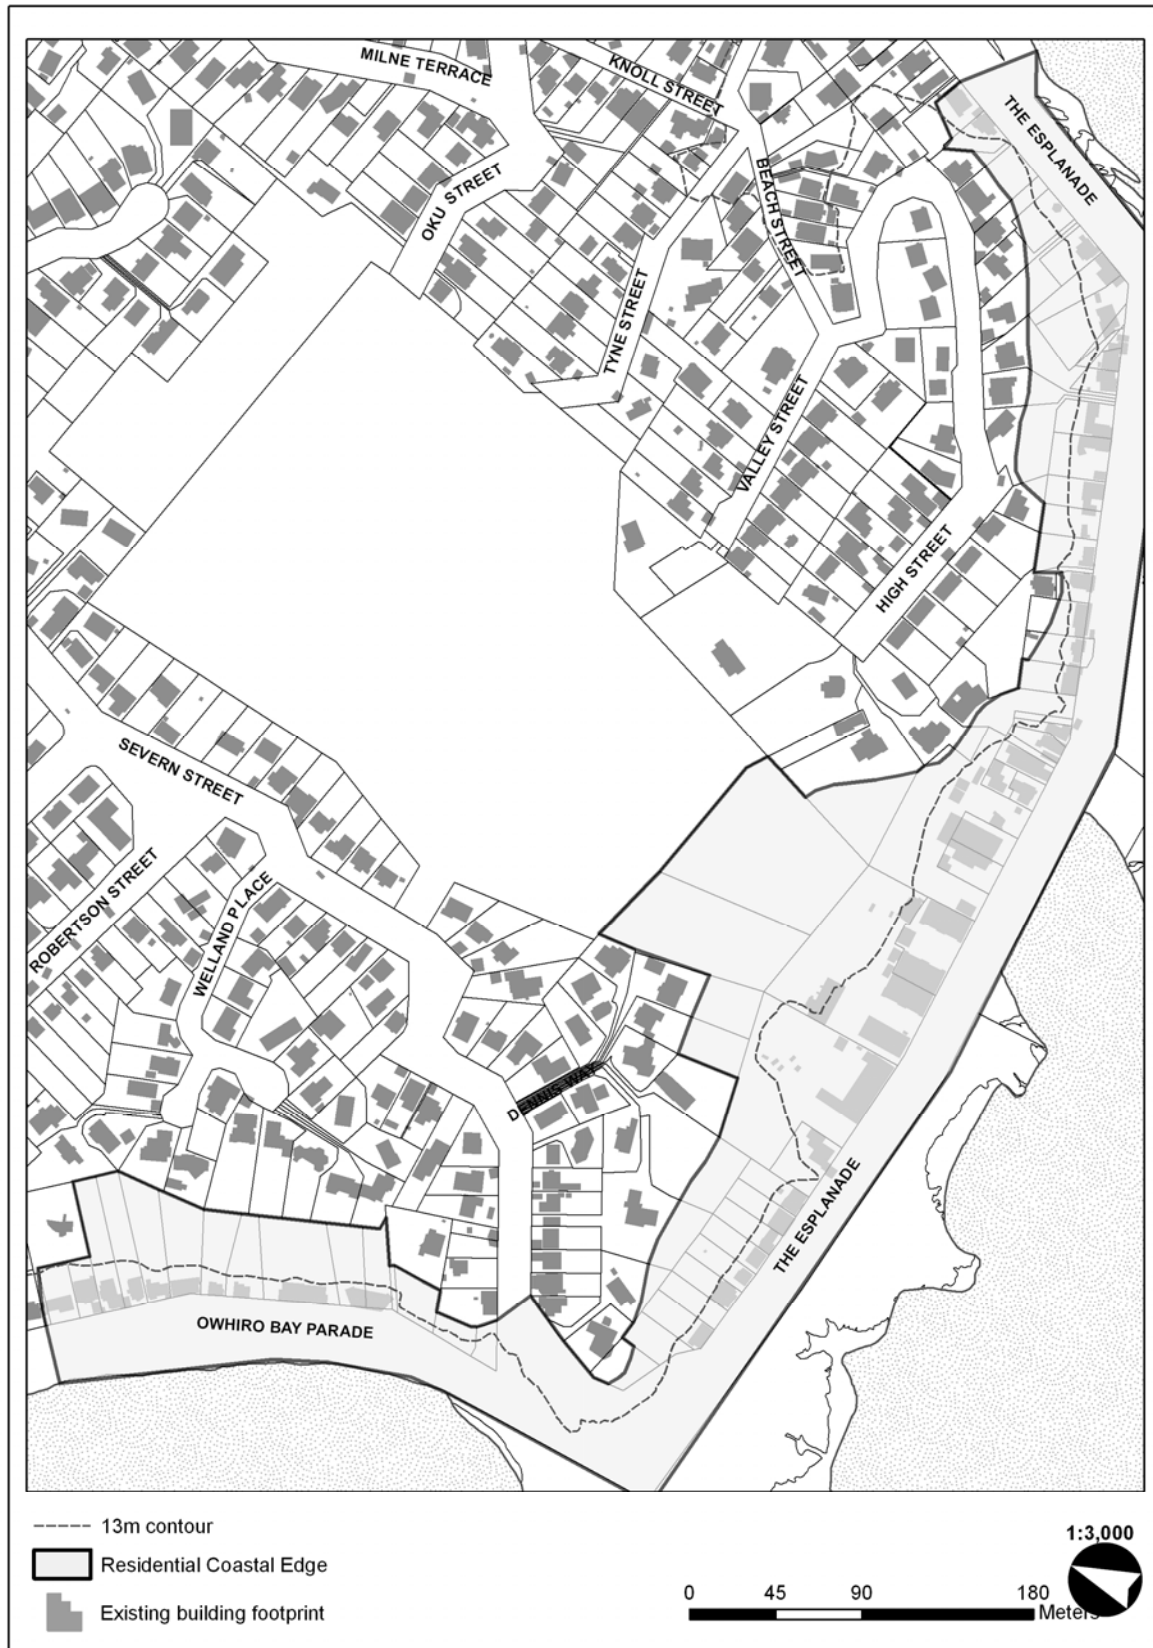 MILNE TERRACE
KNOLL STREET
THE ESPLANADE
OKU STREET
BEACH STREET
TYNE STREET
VALLEY STREET
HIGH STREET
SEVERN STREET
ROBERTSON STREET
WELLAND PLACE
DENNIS WAY
THE ESPLANADE
OWHIRO BAY PARADE
13m contour
Residential Coastal Edge
Existing building footprint
1:3,000
0 45 90 180
Meters